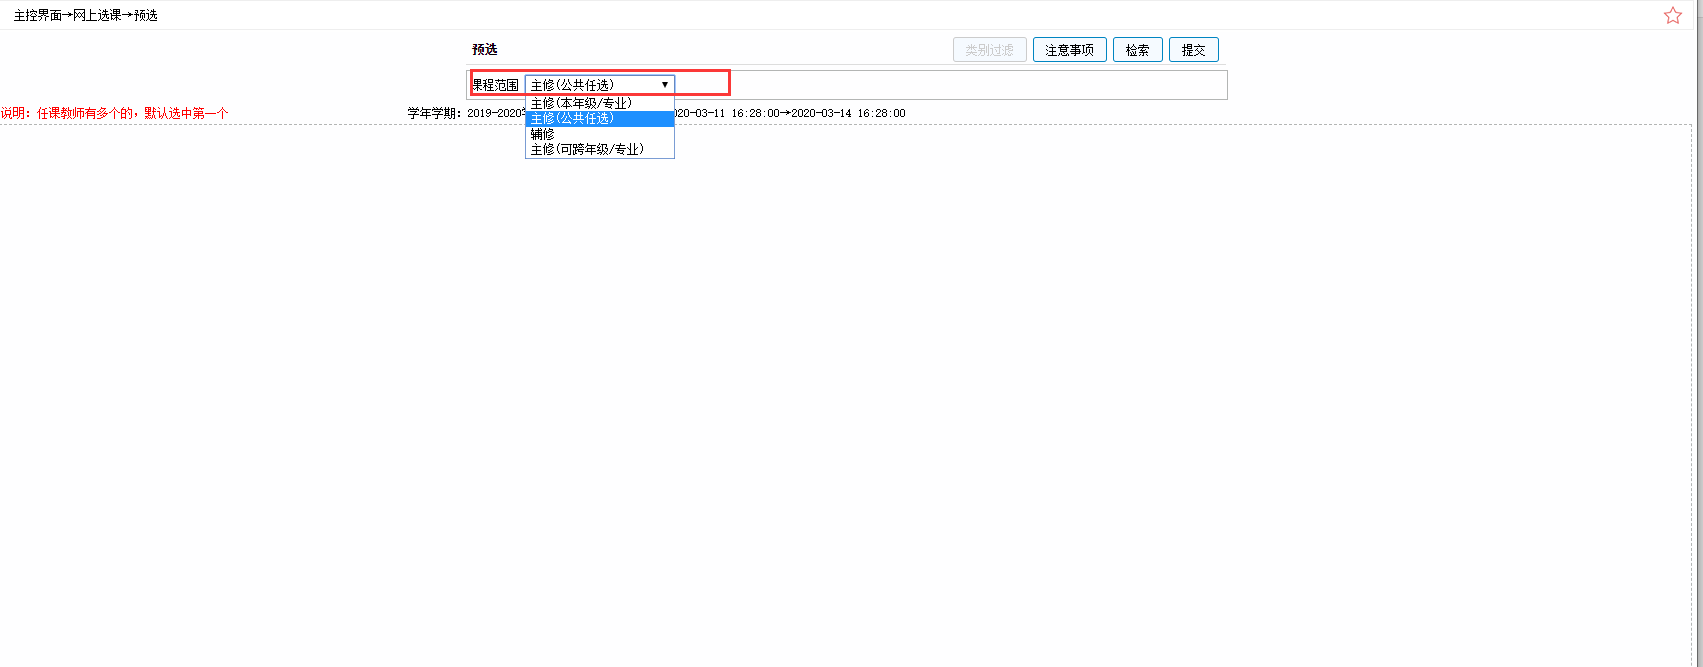 主控界面→网上选课→预选
预选
类别过滤 注意事项 检索 提交
课程范围 主修(公共任选)
主修(本年级/专业)
主修(公共任选)
辅修
主修(可跨年级/专业)
说明：任课教师有多个的，默认选中第一个
学年学期：2019-2020 20-03-11 16:28:00→2020-03-14 16:28:00